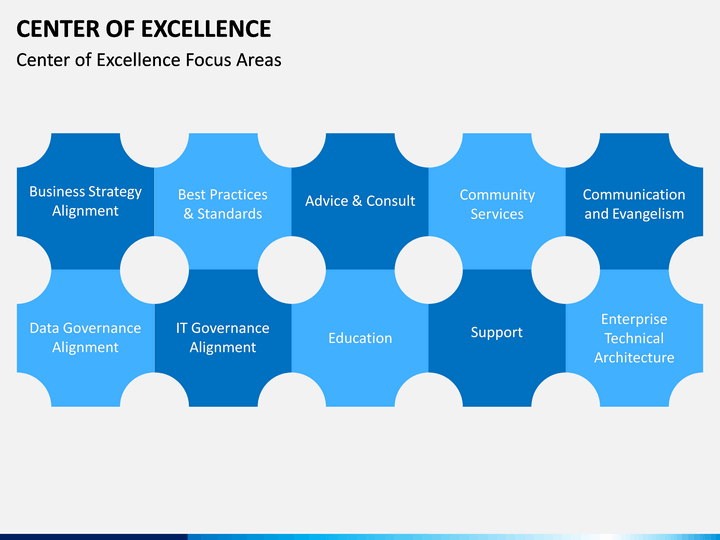 CENTER OF EXCELLENCE
Center of Excellence Focus Areas
Business Strategy
Alignment
Best Practices
& Standards
Advice & Consult
Community
Services
Communication
and Evangelism
Data Governance
Alignment
IT Governance
Alignment
Education
Support
Enterprise
Technical
Architecture